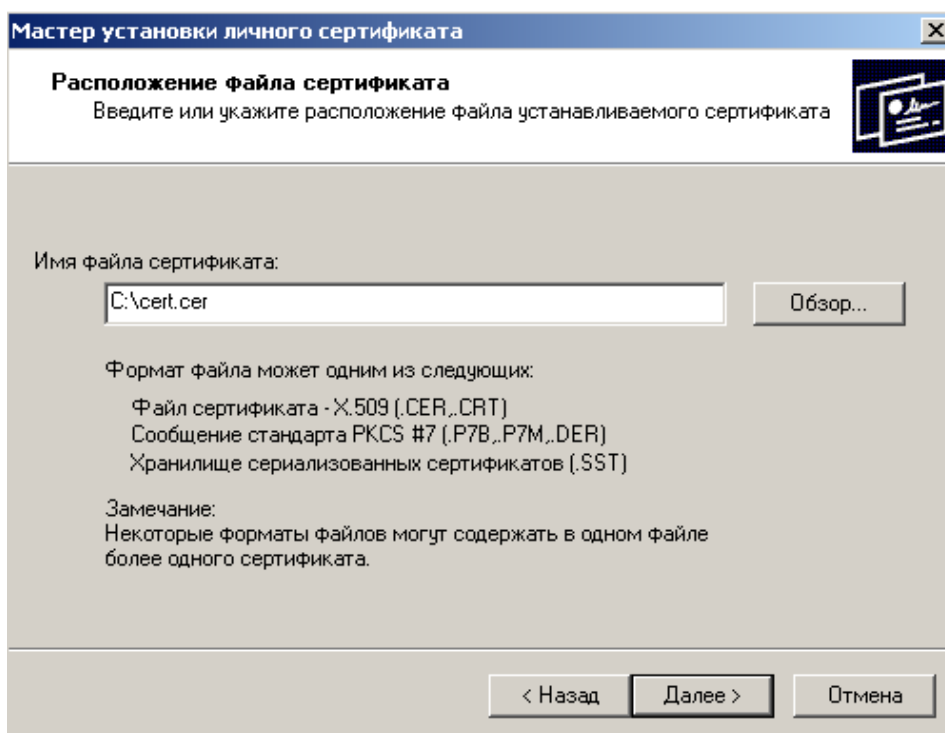 Мастер установки личного сертификата
Расположение файла сертификата
Введите или укажите расположение файла устанавливаемого сертификата
Имя файла сертификата:
C:\cert.cer
Обзор...
Формат файла может одним из следующих:
Файл сертификата - X.509 (.CER,.CRT)
Сообщение стандарта PKCS #7 (.P7B,.P7M,.DER)
Хранилище сериализованных сертификатов (.SST)
Замечание:
Некоторые форматы файлов могут содержать в одном файле
более одного сертификата.
< Назад
Далее >
Отмена